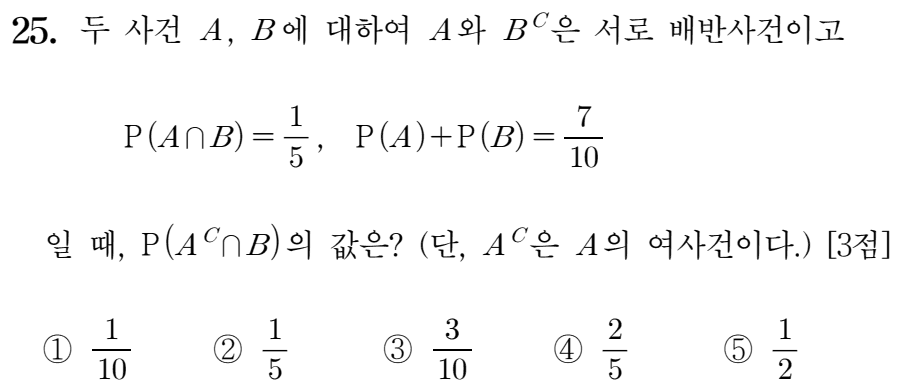 25. 두 사건 A, B에 대하여 A와 B^C은 서로 배반사건이고
P(A∩B) = 1/5, P(A)+P(B) = 7/10
일 때, P(A^C∩B)의 값은? (단, A^C은 A의 여사건이다.) [3점]
① 1/10 ② 1/5 ③ 3/10 ④ 2/5 ⑤ 1/2